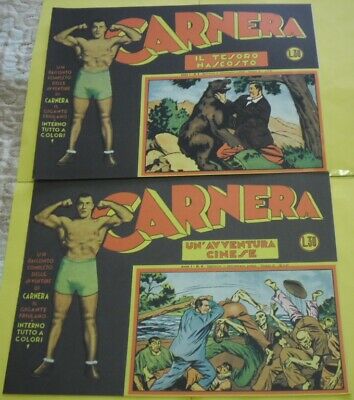 CARNERA
IL TESORO
NASCOSTO
L.30
UN
RACCONTO
COMPLETO
DELLE
AVVENTURE
DI
CARNERA
IL
GIGANTE
FRIULANO
INTERNO
TUTTO A
COLORI
!
CARNERA
UN'AVVENTURA
CINESE
L.30
UN
RACCONTO
COMPLETO
DELLE
AVVENTURE
DI
CARNERA
IL
GIGANTE
FRIULANO
INTERNO
TUTTO A
COLORI
!